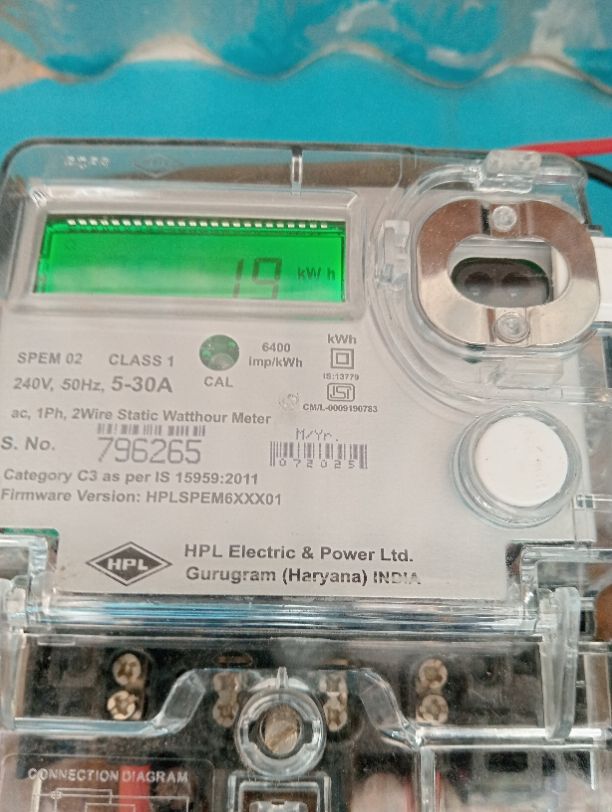 19 kWh
SPEM 02 CLASS 1
6400 imp/kWh
kWh
240V, 50Hz, 5-30A
CAL
IS:13779
ISI
CM/L-0009190783
ac, 1Ph, 2Wire Static Watthour Meter
M/Yr.
S. No. 796265
072025
Category C3 as per IS 15959:2011
Firmware Version: HPLSPEM6XXX01
HPL
HPL Electric & Power Ltd.
Gurugram (Haryana) INDIA
CONNECTION DIAGRAM